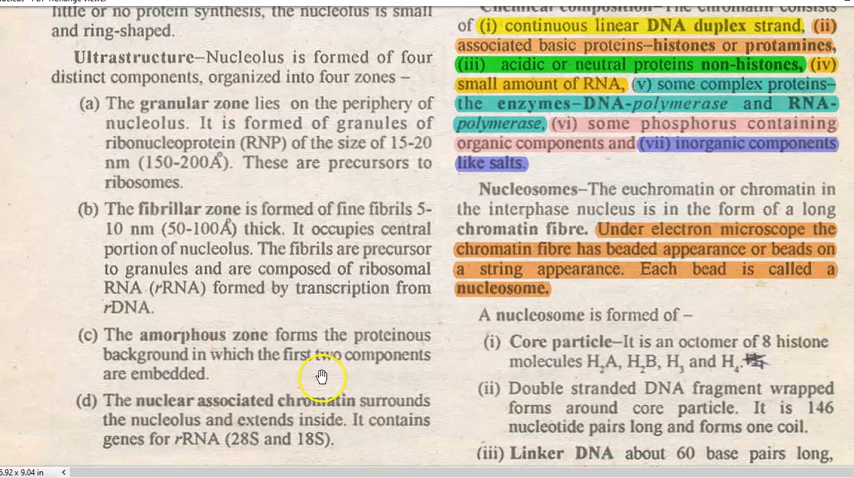 little or no protein synthesis, the nucleolus is small
and ring-shaped.
Ultrastructure–Nucleolus is formed of four
distinct components, organized into four zones –
(a) The granular zone lies on the periphery of
nucleolus. It is formed of granules of
ribonucleoprotein (RNP) of the size of 15-20
nm (150-200Å). These are precursors to
ribosomes.
(b) The fibrillar zone is formed of fine fibrils 5-
10 nm (50-100Å) thick. It occupies central
portion of nucleolus. The fibrils are precursor
to granules and are composed of ribosomal
RNA (rRNA) formed by transcription from
rDNA.
(c) The amorphous zone forms the proteinous
background in which the first two components
are embedded.
(d) The nuclear associated chromatin surrounds
the nucleolus and extends inside. It contains
genes for rRNA (28S and 18S).
Chemical composition–The chromatin consists
of (i) continuous linear DNA duplex strand, (ii)
associated basic proteins–histones or protamines,
(iii) acidic or neutral proteins non-histones, (iv)
small amount of RNA, (v) some complex proteins–
the enzymes–DNA-polymerase and RNA-
polymerase, (vi) some phosphorus containing
organic components and (vii) inorganic components
like salts.
Nucleosomes–The euchromatin or chromatin in
the interphase nucleus is in the form of a long
chromatin fibre. Under electron microscope the
chromatin fibre has beaded appearance or beads on
a string appearance. Each bead is called a
nucleosome.
A nucleosome is formed of –
(i) Core particle–It is an octomer of 8 histone
molecules H₂A, H₂B, H₃ and H₄.
(ii) Double stranded DNA fragment wrapped
forms around core particle. It is 146
nucleotide pairs long and forms one coil.
(iii) Linker DNA about 60 base pairs long,
5.92 x 9.04 in